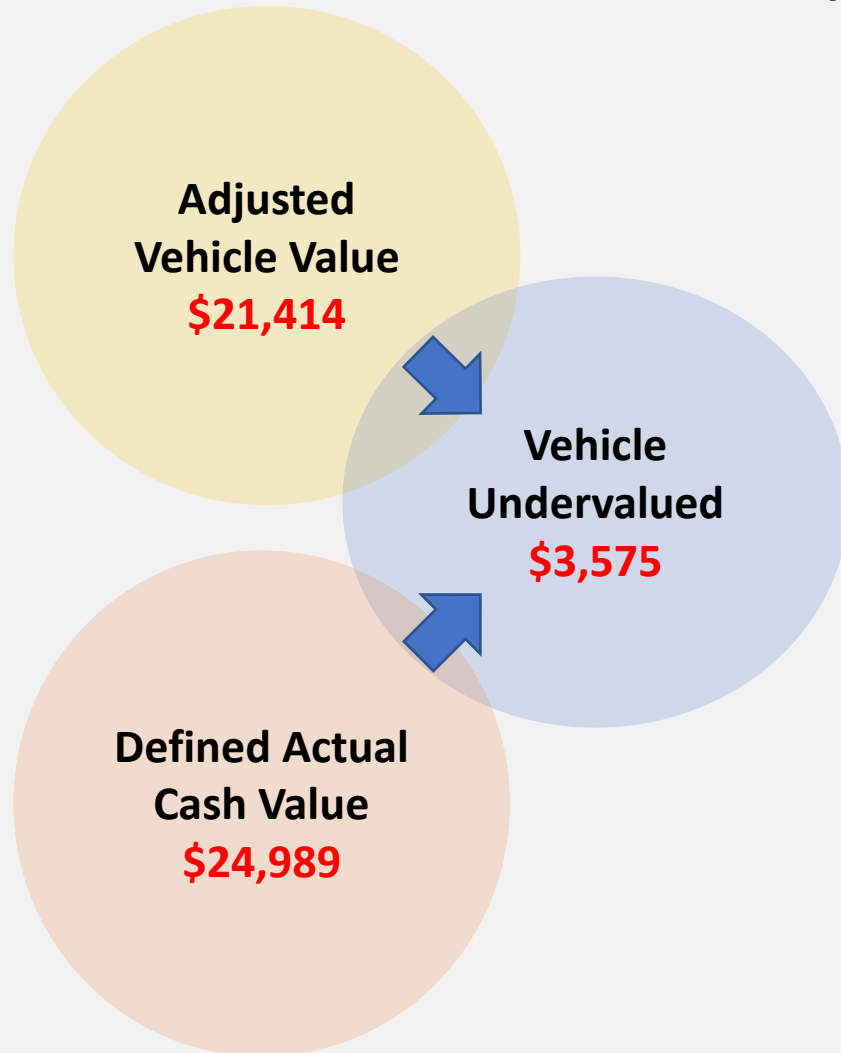 Adjusted
Vehicle Value
$21,414
Vehicle
Undervalued
$3,575
Defined Actual
Cash Value
$24,989